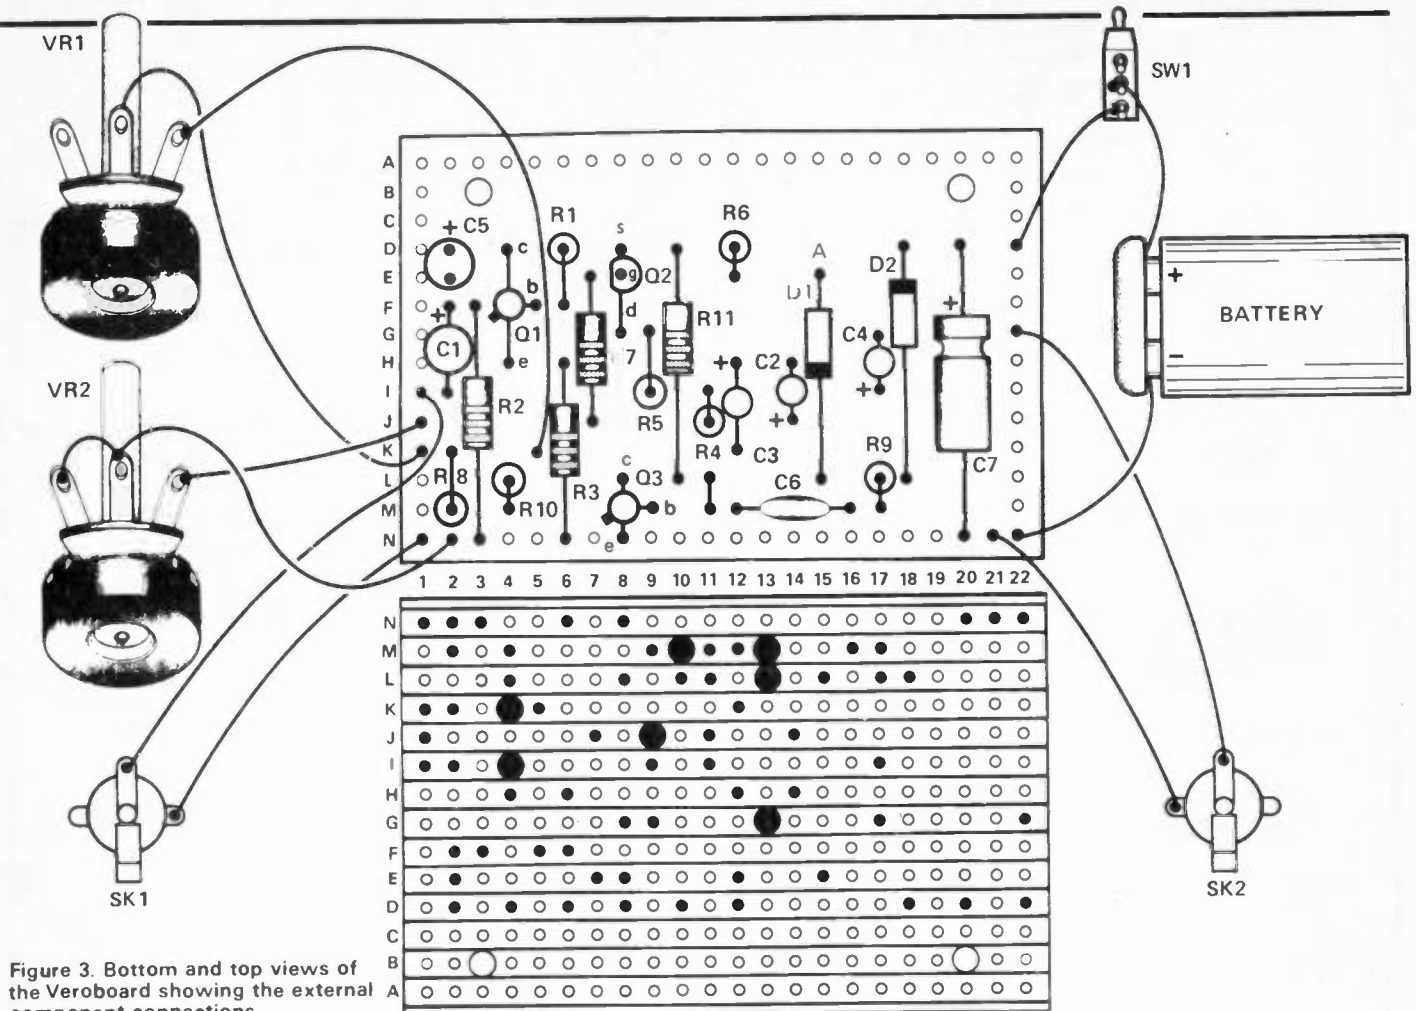 VR1
SW1
A
B
C
D
E
F
G
H
I
J
K
L
M
N
+ C5
R1
s
R6
c
b
g
Q2
A
D2
D1
+
d
R11
C1
Q1
e
7
C4
+
C2
+
+
+
BATTERY
-
VR2
R2
R5
R4
C3
R9
C7
R8
R10
R3
c
Q3
b
e
C6
1 2 3 4 5 6 7 8 9 10 11 12 13 14 15 16 17 18 19 20 21 22
N
M
L
K
J
I
H
G
F
E
D
C
B
A
SK1
SK2
Figure 3. Bottom and top views of
the Veroboard showing the external
component connections